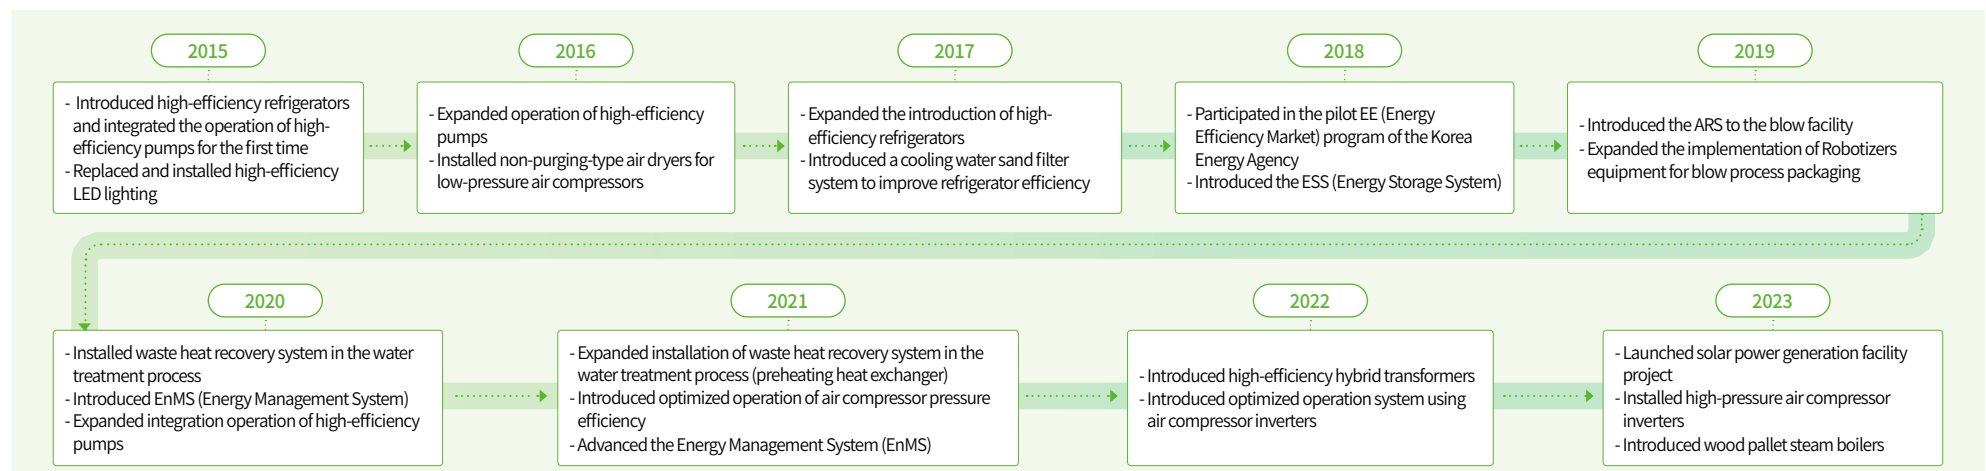 2015
- Introduced high-efficiency refrigerators
and integrated the operation of high-
efficiency pumps for the first time
- Replaced and installed high-efficiency
LED lighting
2016
- Expanded operation of high-efficiency
pumps
- Installed non-purging-type air dryers for
low-pressure air compressors
2017
- Expanded the introduction of high-
efficiency refrigerators
- Introduced a cooling water sand filter
system to improve refrigerator efficiency
2018
- Participated in the pilot EE (Energy
Efficiency Market) program of the Korea
Energy Agency
- Introduced the ESS (Energy Storage System)
2019
- Introduced the ARS to the blow facility
- Expanded the implementation of Robotizers
equipment for blow process packaging
2020
- Installed waste heat recovery system in the water
treatment process
- Introduced EnMS (Energy Management System)
- Expanded integration operation of high-efficiency
pumps
2021
- Expanded installation of waste heat recovery system in the
water treatment process (preheating heat exchanger)
- Introduced optimized operation of air compressor pressure
efficiency
- Advanced the Energy Management System (EnMS)
2022
- Introduced high-efficiency hybrid transformers
- Introduced optimized operation system using
air compressor inverters
2023
- Launched solar power generation facility
project
- Installed high-pressure air compressor
inverters
- Introduced wood pallet steam boilers